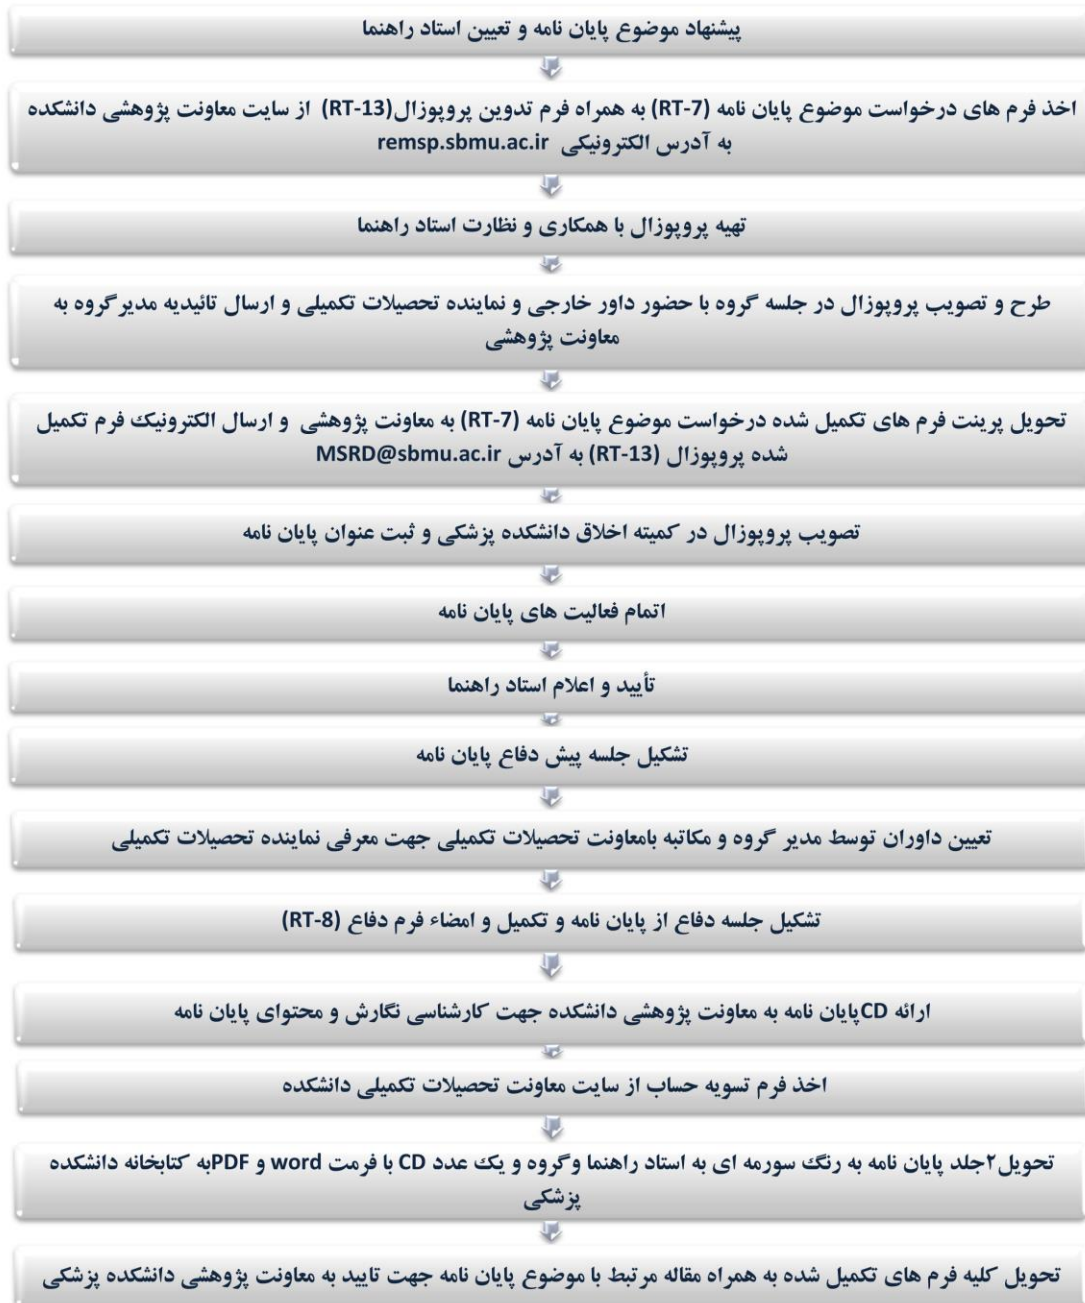 پیشنهاد موضوع پایان نامه و تعیین استاد راهنما
اخذ فرم های درخواست موضوع پایان نامه (RT-7) به همراه فرم تدوین پروپوزال(RT-13) از سایت معاونت پژوهشی دانشکده
به آدرس الکترونیکی remsp.sbmu.ac.ir
تهیه پروپوزال با همکاری و نظارت استاد راهنما
طرح و تصویب پروپوزال در جلسه گروه با حضور داور خارجی و نماینده تحصیلات تکمیلی و ارسال تائیدیه مدیرگروه به
معاونت پژوهشی
تحویل پرینت فرم های تکمیل شده درخواست موضوع پایان نامه (RT-7) به معاونت پژوهشی و ارسال الکترونیک فرم تکمیل
شده پروپوزال (RT-13) به آدرس MSRD@sbmu.ac.ir
تصویب پروپوزال در کمیته اخلاق دانشکده پزشکی و ثبت عنوان پایان نامه
اتمام فعالیت های پایان نامه
تأیید و اعلام استاد راهنما
تشکیل جلسه پیش دفاع پایان نامه
تعیین داوران توسط مدیر گروه و مکاتبه بامعاونت تحصیلات تکمیلی جهت معرفی نماینده تحصیلات تکمیلی
تشکیل جلسه دفاع از پایان نامه و تکمیل و امضاء فرم دفاع (RT-8)
ارائه CDپایان نامه به معاونت پژوهشی دانشکده جهت کارشناسی نگارش و محتوای پایان نامه
اخذ فرم تسویه حساب از سایت معاونت تحصیلات تکمیلی دانشکده
تحویل۲جلد پایان نامه به رنگ سورمه ای به استاد راهنما وگروه و یک عدد CD با فرمت word و PDFبه کتابخانه دانشکده
پزشکی
تحویل کلیه فرم های تکمیل شده به همراه مقاله مرتبط با موضوع پایان نامه جهت تایید به معاونت پژوهشی دانشکده پزشکی